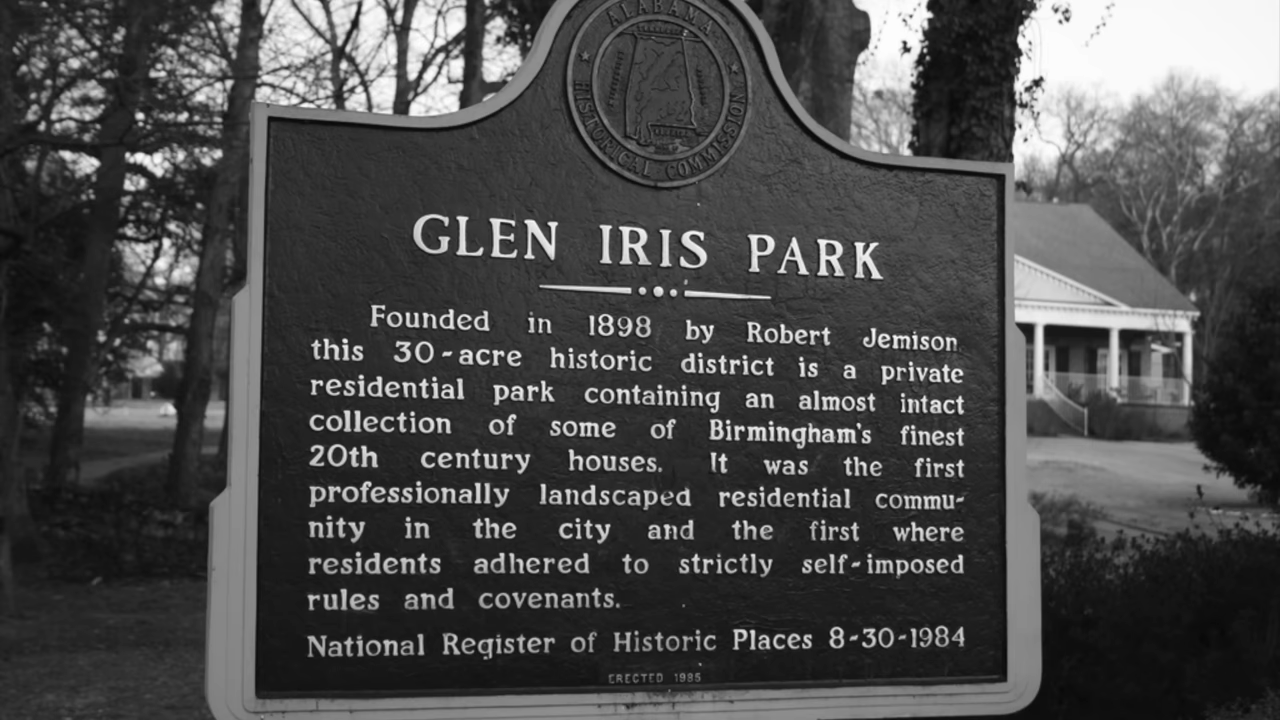 ALABAMA
HISTORICAL COMMISSION
GLEN IRIS PARK
Founded in 1898 by Robert Jemison
this 30-acre historic district is a private
residential park containing an almost intact
collection of some of Birmingham's finest
20th century houses. It was the first
professionally landscaped residential commu-
nity in the city and the first where
residents adhered to strictly self-imposed
rules and covenants.
National Register of Historic Places 8-30-1984
ERECTED 1985